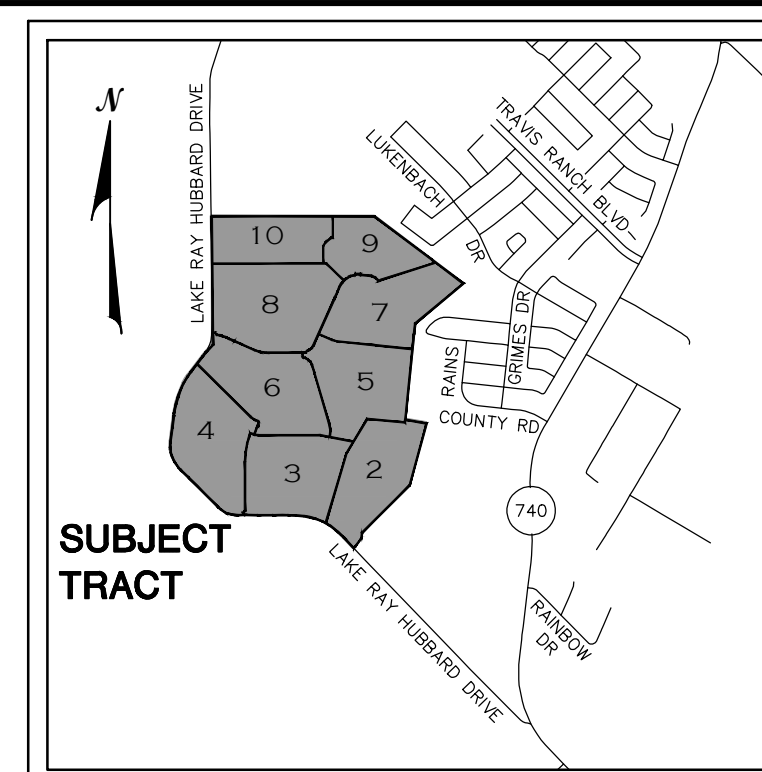 N
LAKE RAY HUBBARD DRIVE
TRAVIS RANCH BLVD
LUKENBACH
DR
10
9
8
7
GRIMES DR
RAINS
COUNTY RD
6
5
4
3
2
740
SUBJECT
TRACT
LAKE RAY HUBBARD DRIVE
RAINBOW
DR